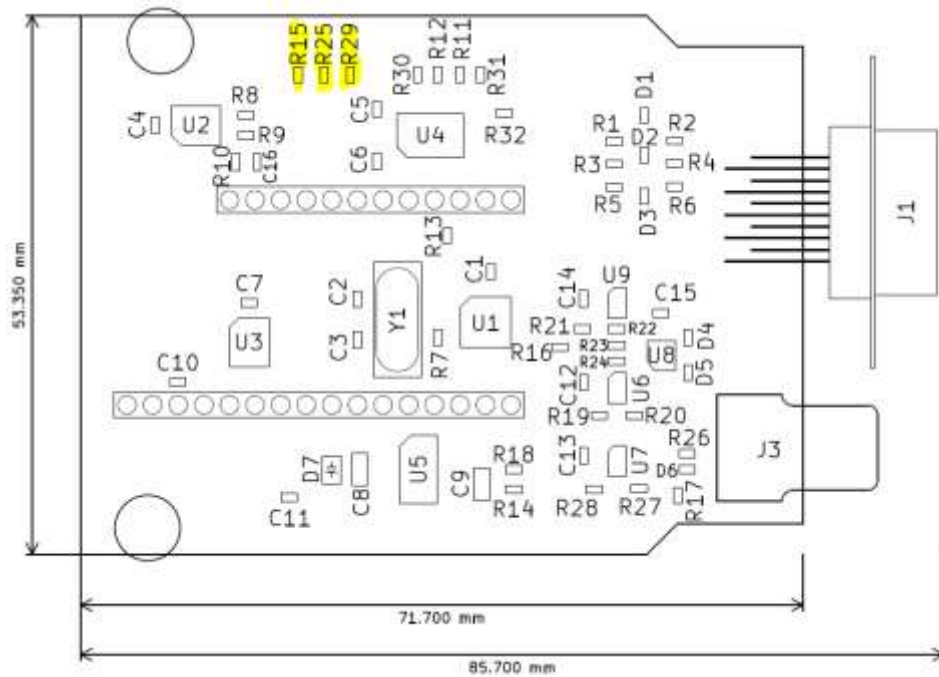 R15 R25 R29 R30 R12 R11 R31
C4 U2 R8 C5 U4 R32 D1
R9 R1 D2 R2
R10 C16 C6 R3 R4
R5 D3 R6 J1
R13
C1 C14 U9 C15
C7 C2 Y1 U1 R21 R22 D4
53.350 mm
U3 C3 R7 R16 R23 U8
R24 D5
C10 C12 U6
R19 R20
D7 C8 U5 C9 R18 C13 U7 R26 J3
D6
C11 R14 R28 R27 R17
71.700 mm
85.700 mm